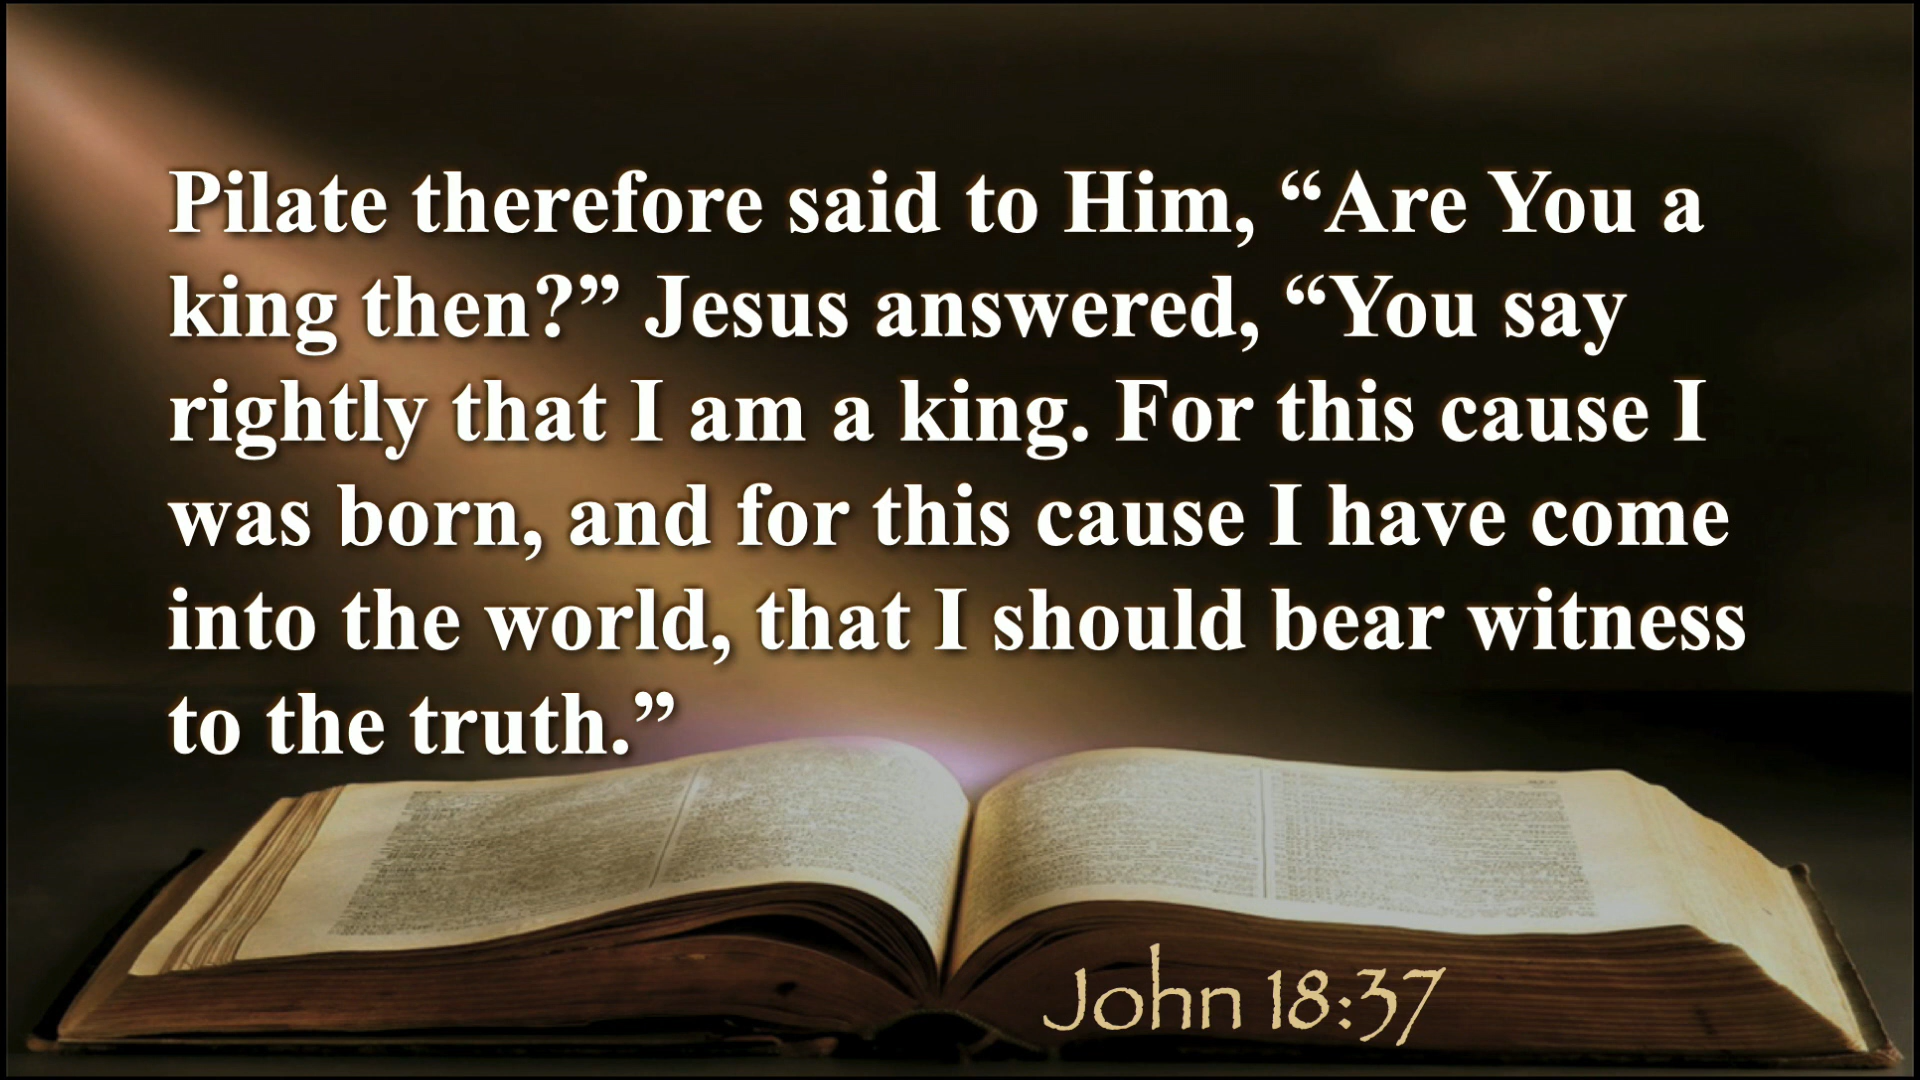 Pilate therefore said to Him, “Are You a
king then?” Jesus answered, “You say
rightly that I am a king. For this cause I
was born, and for this cause I have come
into the world, that I should bear witness
to the truth.”
John 18:37